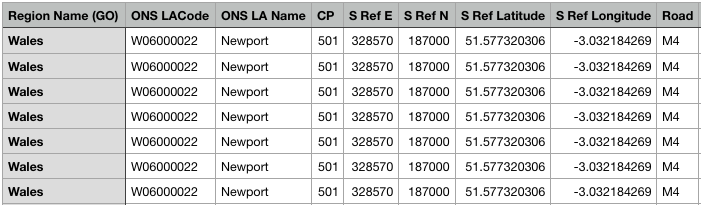 Region Name (GO) ONS LACode ONS LA Name CP S Ref E S Ref N S Ref Latitude S Ref Longitude Road
Wales W06000022 Newport 501 328570 187000 51.577320306 -3.032184269 M4
Wales W06000022 Newport 501 328570 187000 51.577320306 -3.032184269 M4
Wales W06000022 Newport 501 328570 187000 51.577320306 -3.032184269 M4
Wales W06000022 Newport 501 328570 187000 51.577320306 -3.032184269 M4
Wales W06000022 Newport 501 328570 187000 51.577320306 -3.032184269 M4
Wales W06000022 Newport 501 328570 187000 51.577320306 -3.032184269 M4
Wales W06000022 Newport 501 328570 187000 51.577320306 -3.032184269 M4